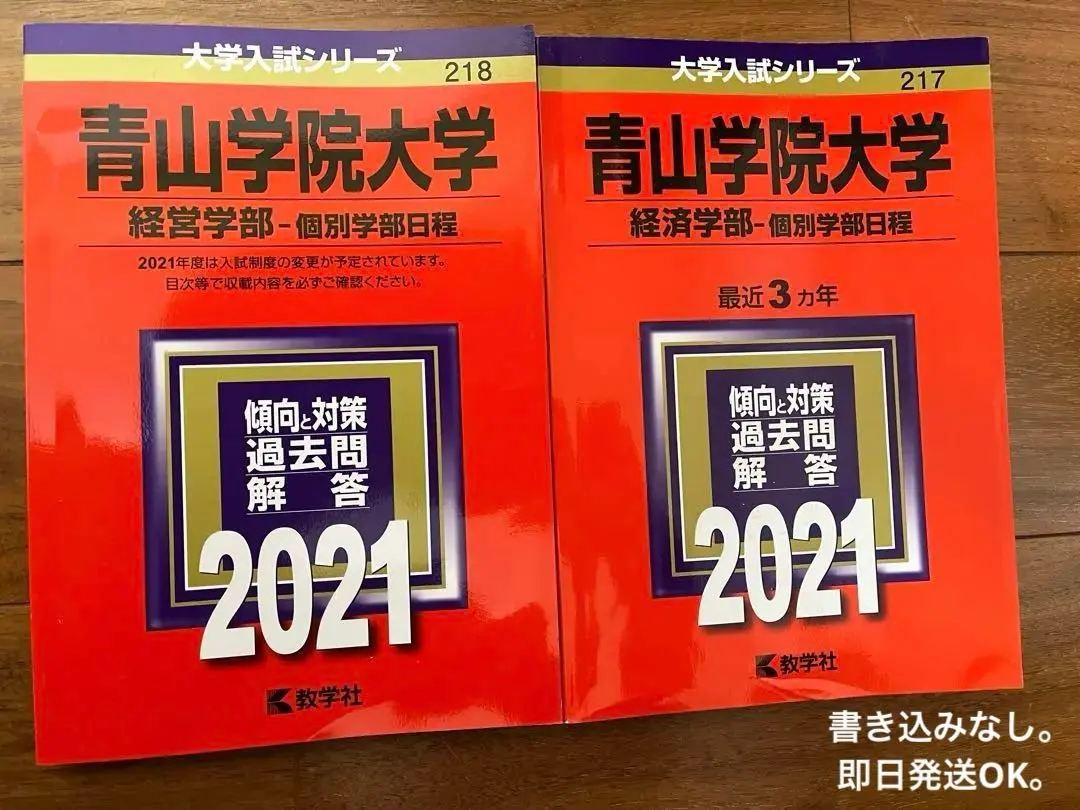 大学入試シリーズ
218
青山学院大学
経営学部-個別学部日程
2021年度は入試制度の変更が予定されています。
目次等で収載内容を必ずご確認ください。
傾向と対策
過去問
解答
2021
教学社
大学入試シリーズ
217
青山学院大学
経済学部-個別学部日程
最近3カ年
傾向と対策
過去問
解答
2021
教学社
書き込みなし。
即日発送OK。